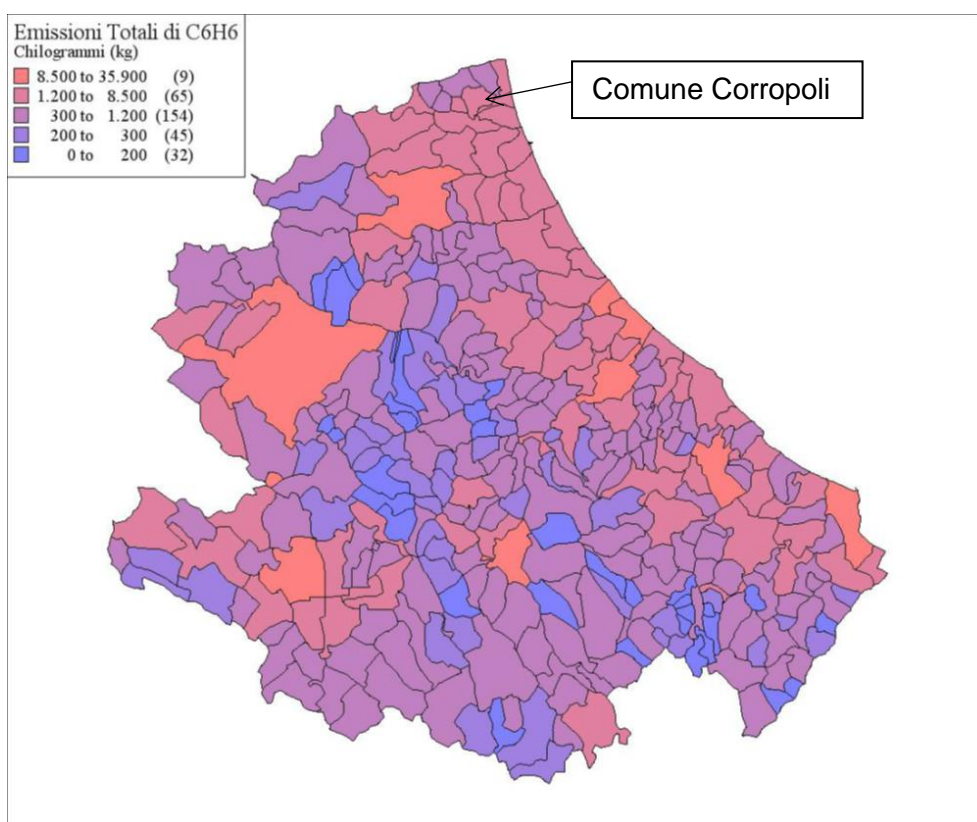 Emissioni Totali di C6H6
Chilogrammi (kg)
8.500 to 35.900 (9)
1.200 to 8.500 (65)
300 to 1.200 (154)
200 to 300 (45)
0 to 200 (32)
Comune Corropoli